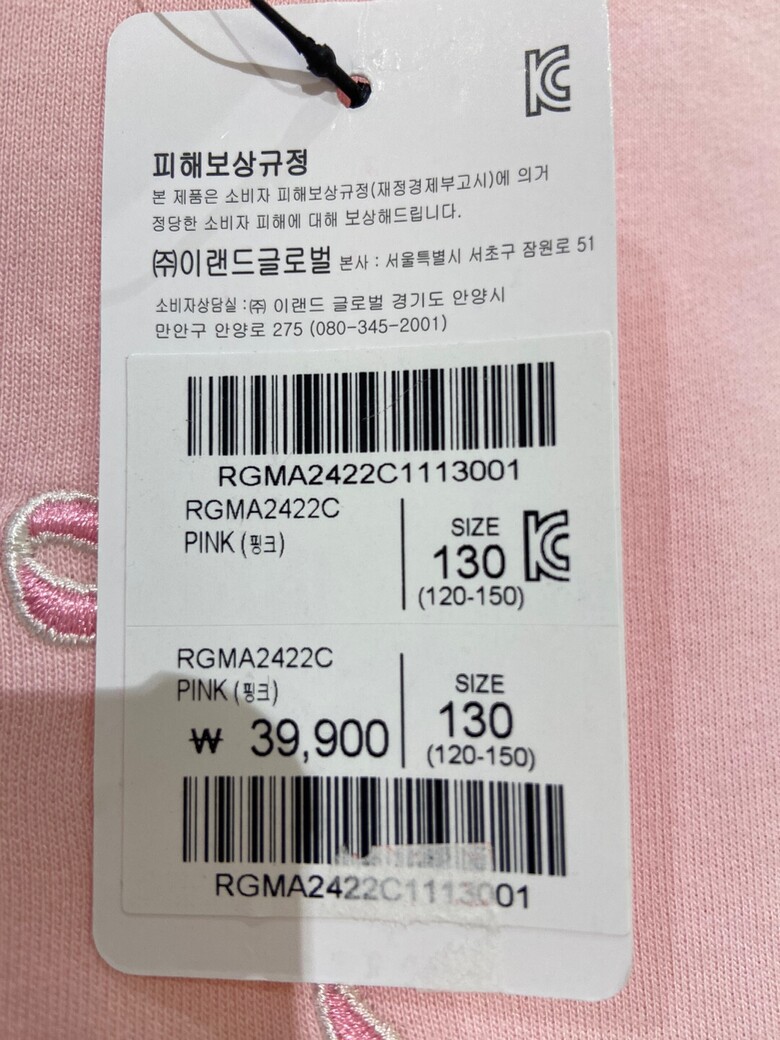 KC
피해보상규정
본 제품은 소비자 피해보상규정(재정경제부고시)에 의거
정당한 소비자 피해에 대해 보상해드립니다.
㈜이랜드글로벌 본사 : 서울특별시 서초구 잠원로 51
소비자상담실 : ㈜ 이랜드 글로벌 경기도 안양시
만안구 안양로 275 (080-345-2001)
RGMA2422C1113001
RGMA2422C
PINK (핑크)
SIZE
130
(120-150)
KC
RGMA2422C
PINK (핑크)
₩ 39,900
SIZE
130
(120-150)
RGMA2422C1113001